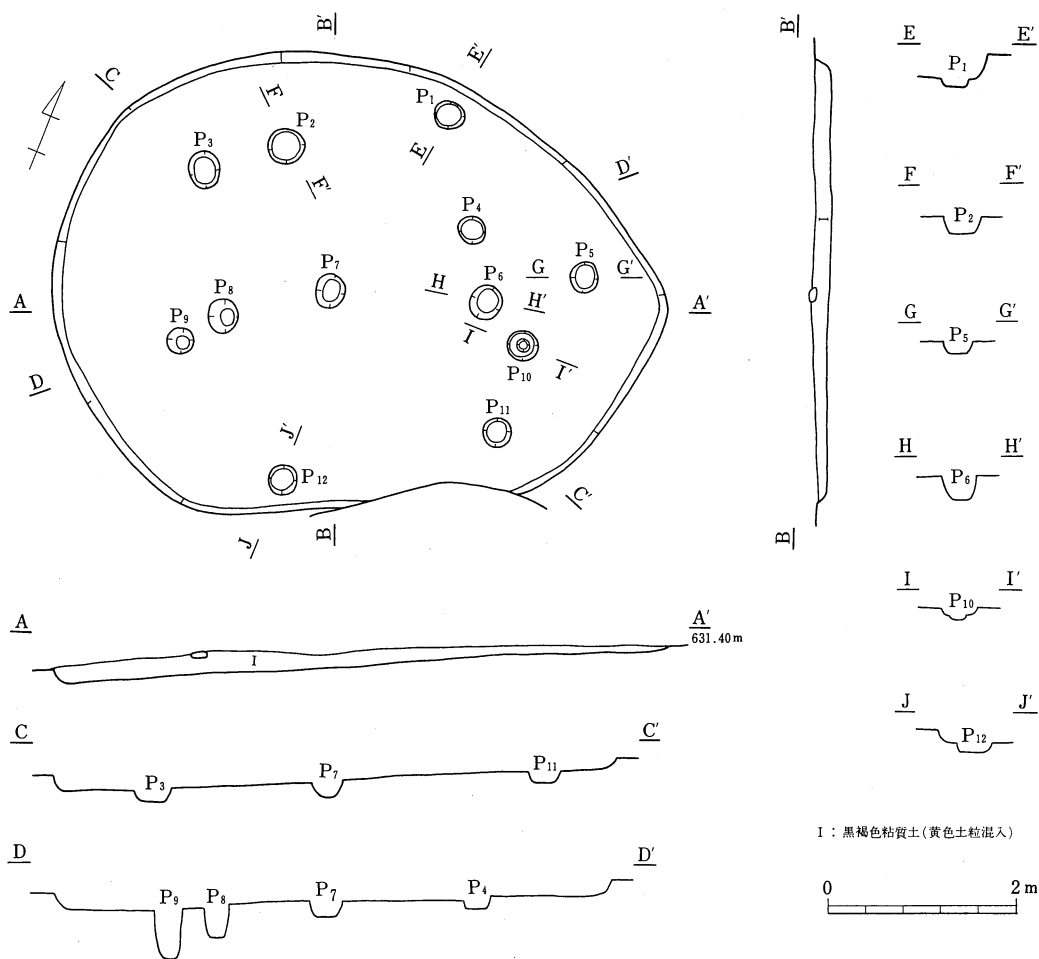 B B′
C
E′
F
P1
P2
E
P3
F′
D′
P4
P5
P6
G G′
H
P7
H′
A A′
P8
I
P9
P10
I′
D
P11
J′
P12
C′
J
B
B′
I
B
E E′
P1
F F′
P2
G G′
P5
H H′
P6
I I′
P10
J J′
P12
A A′
631.40m
I
C C′
P3 P7 P11
D D′
P9 P8 P7 P4
I：黒褐色粘質土(黄色土粒混入)
0 2m